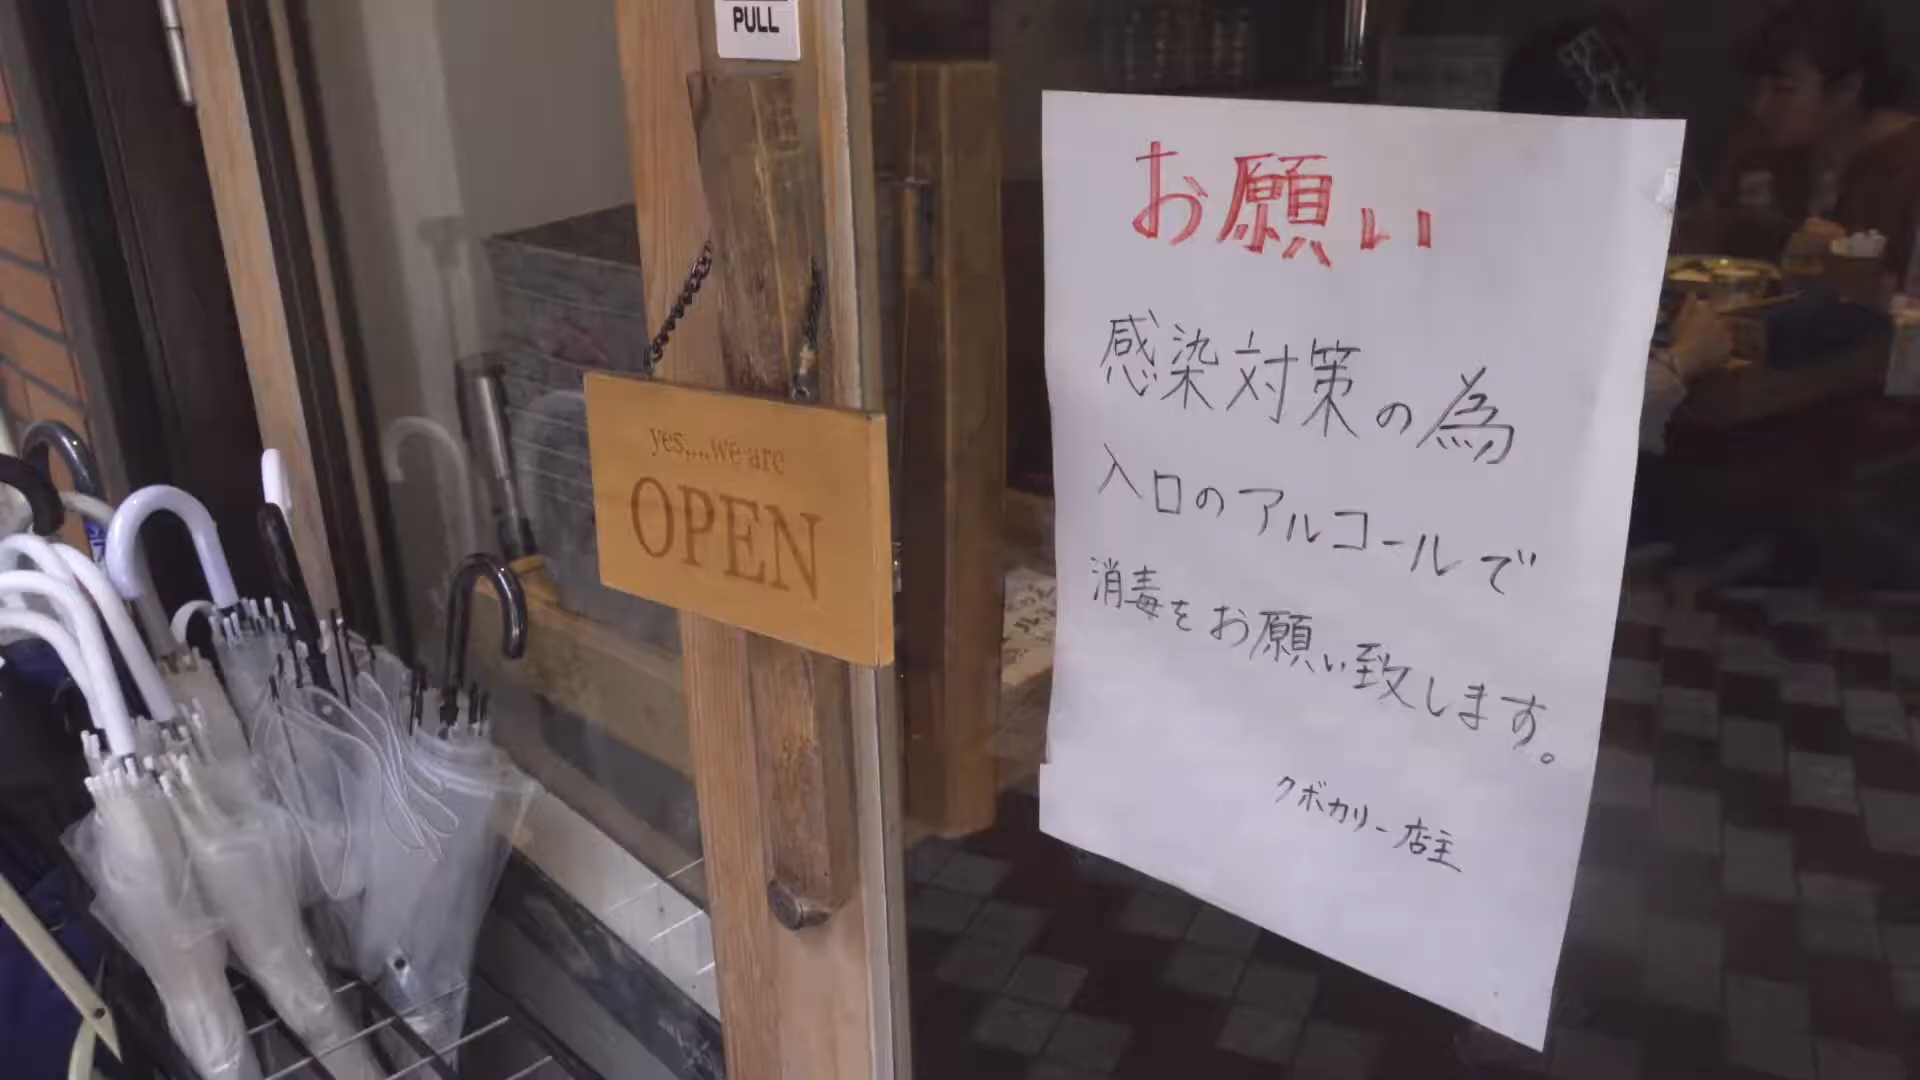 PULL
yes,...we are
OPEN
お願い
感染対策の為
入口のアルコールで
消毒をお願い致します。
クボカリー店主